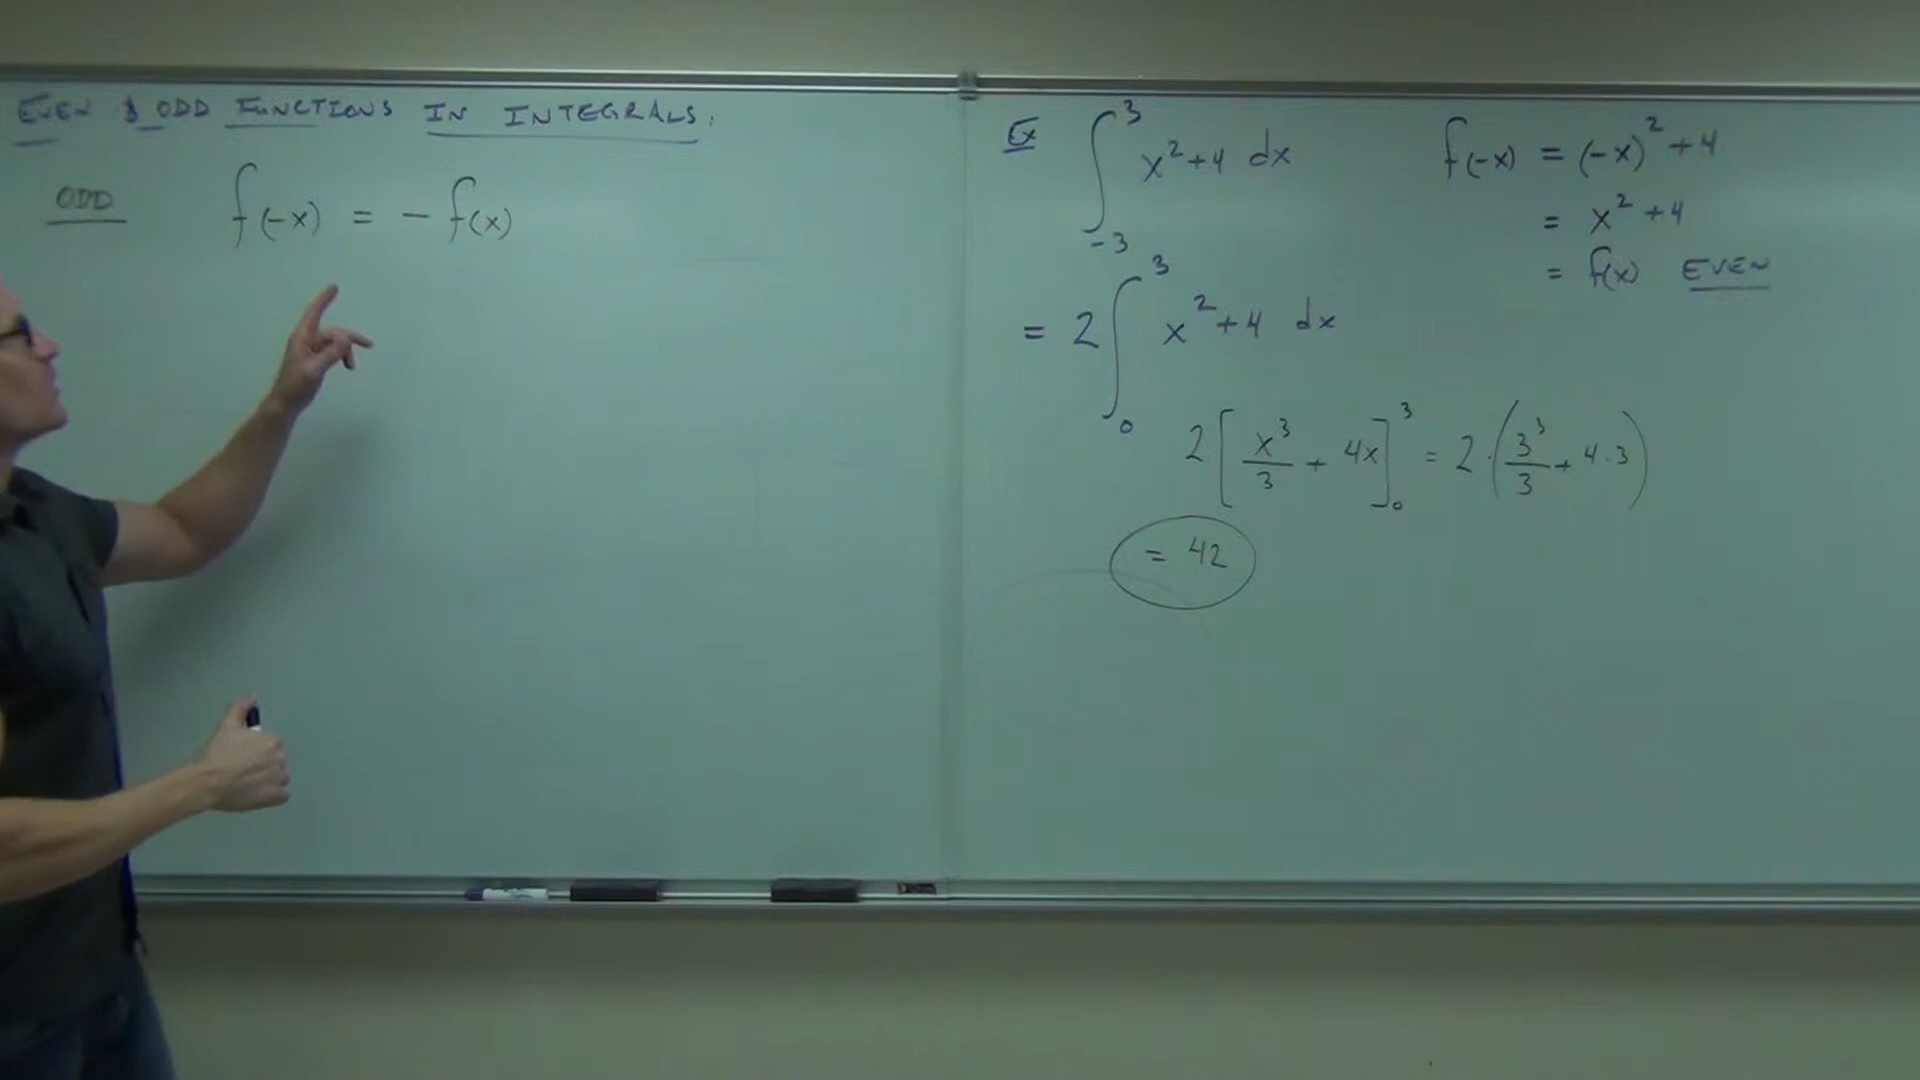 EVEN & ODD FUNCTIONS IN INTEGRALS.
ODD f(-x) = - f(x)
Ex ∫_{-3}^{3} x² + 4 dx
= 2 ∫_{0}^{3} x² + 4 dx
2 [ x³/3 + 4x ]_{0}^{3} = 2 · ( 3³/3 + 4 · 3 )
= 42
f(-x) = (-x)² + 4
= x² + 4
= f(x) EVEN